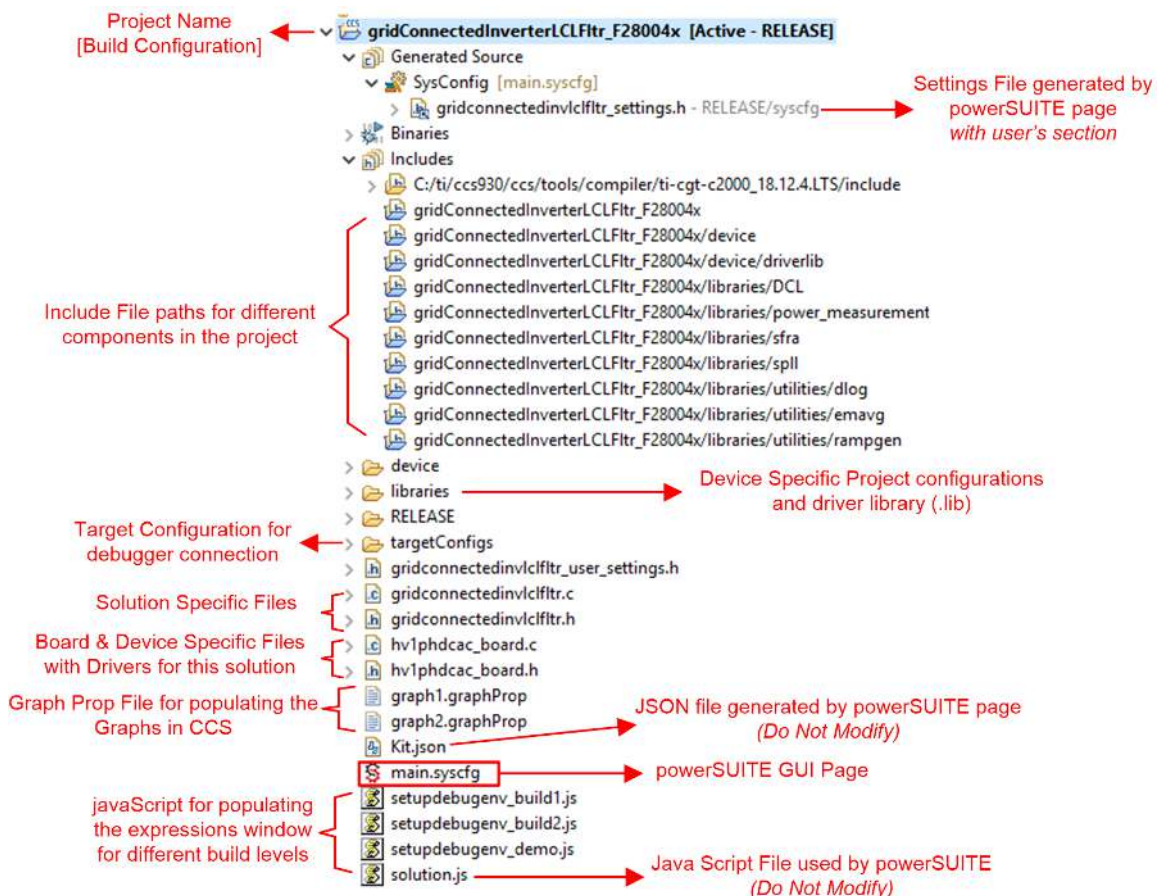 Project Name
[Build Configuration]
gridConnectedInverterLCLFltr_F28004x [Active - RELEASE]
Generated Source
SysConfig [main.syscfg]
gridconnectedinvlclfltr_settings.h - RELEASE/syscfg
Settings File generated by
powerSUITE page
with user's section
Binaries
Includes
C:/ti/ccs930/ccs/tools/compiler/ti-cgt-c2000_18.12.4.LTS/include
gridConnectedInverterLCLFltr_F28004x
gridConnectedInverterLCLFltr_F28004x/device
gridConnectedInverterLCLFltr_F28004x/device/driverlib
gridConnectedInverterLCLFltr_F28004x/libraries/DCL
gridConnectedInverterLCLFltr_F28004x/libraries/power_measurement
gridConnectedInverterLCLFltr_F28004x/libraries/sfra
gridConnectedInverterLCLFltr_F28004x/libraries/spll
gridConnectedInverterLCLFltr_F28004x/libraries/utilities/dlog
gridConnectedInverterLCLFltr_F28004x/libraries/utilities/emavg
gridConnectedInverterLCLFltr_F28004x/libraries/utilities/rampgen
Include File paths for different
components in the project
device
libraries
Device Specific Project configurations
and driver library (.lib)
RELEASE
Target Configuration for
debugger connection
targetConfigs
gridconnectedinvlclfltr_user_settings.h
Solution Specific Files
gridconnectedinvlclfltr.c
gridconnectedinvlclfltr.h
Board & Device Specific Files
with Drivers for this solution
hv1phdcac_board.c
hv1phdcac_board.h
Graph Prop File for populating the
Graphs in CCS
graph1.graphProp
graph2.graphProp
Kit.json
JSON file generated by powerSUITE page
(Do Not Modify)
main.syscfg
powerSUITE GUI Page
javaScript for populating
the expressions window
for different build levels
setupdebugenv_build1.js
setupdebugenv_build2.js
setupdebugenv_demo.js
solution.js
Java Script File used by powerSUITE
(Do Not Modify)